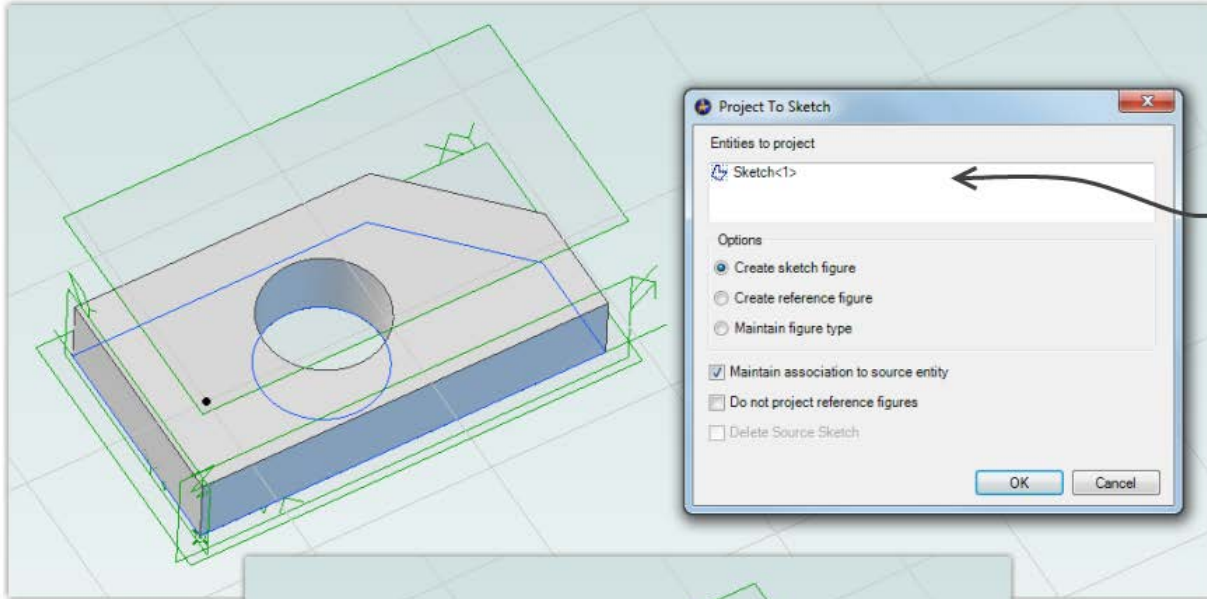 Project To Sketch
Entities to project
Sketch<1>
Options
Create sketch figure
Create reference figure
Maintain figure type
Maintain association to source entity
Do not project reference figures
Delete Source Sketch
OK
Cancel